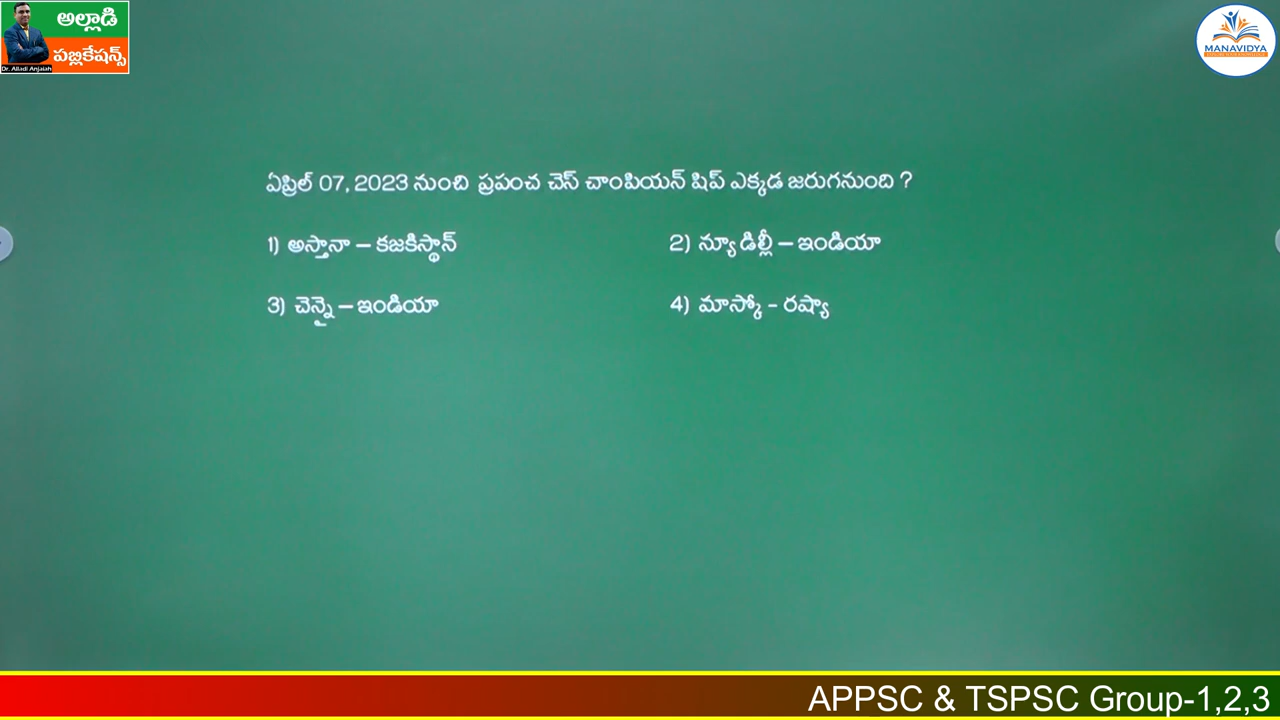 అల్లాడి
పబ్లికేషన్స్
Dr. Alladi Anjaiah
MANAVIDYA
ఏప్రిల్ 07, 2023 నుంచి ప్రపంచ చెస్ చాంపియన్ షిప్ ఎక్కడ జరుగనుంది ?
1) అస్తానా – కజకిస్థాన్ 2) న్యూడిల్లీ – ఇండియా
3) చెన్నై – ఇండియా 4) మాస్కో - రష్యా
APPSC & TSPSC Group-1,2,3